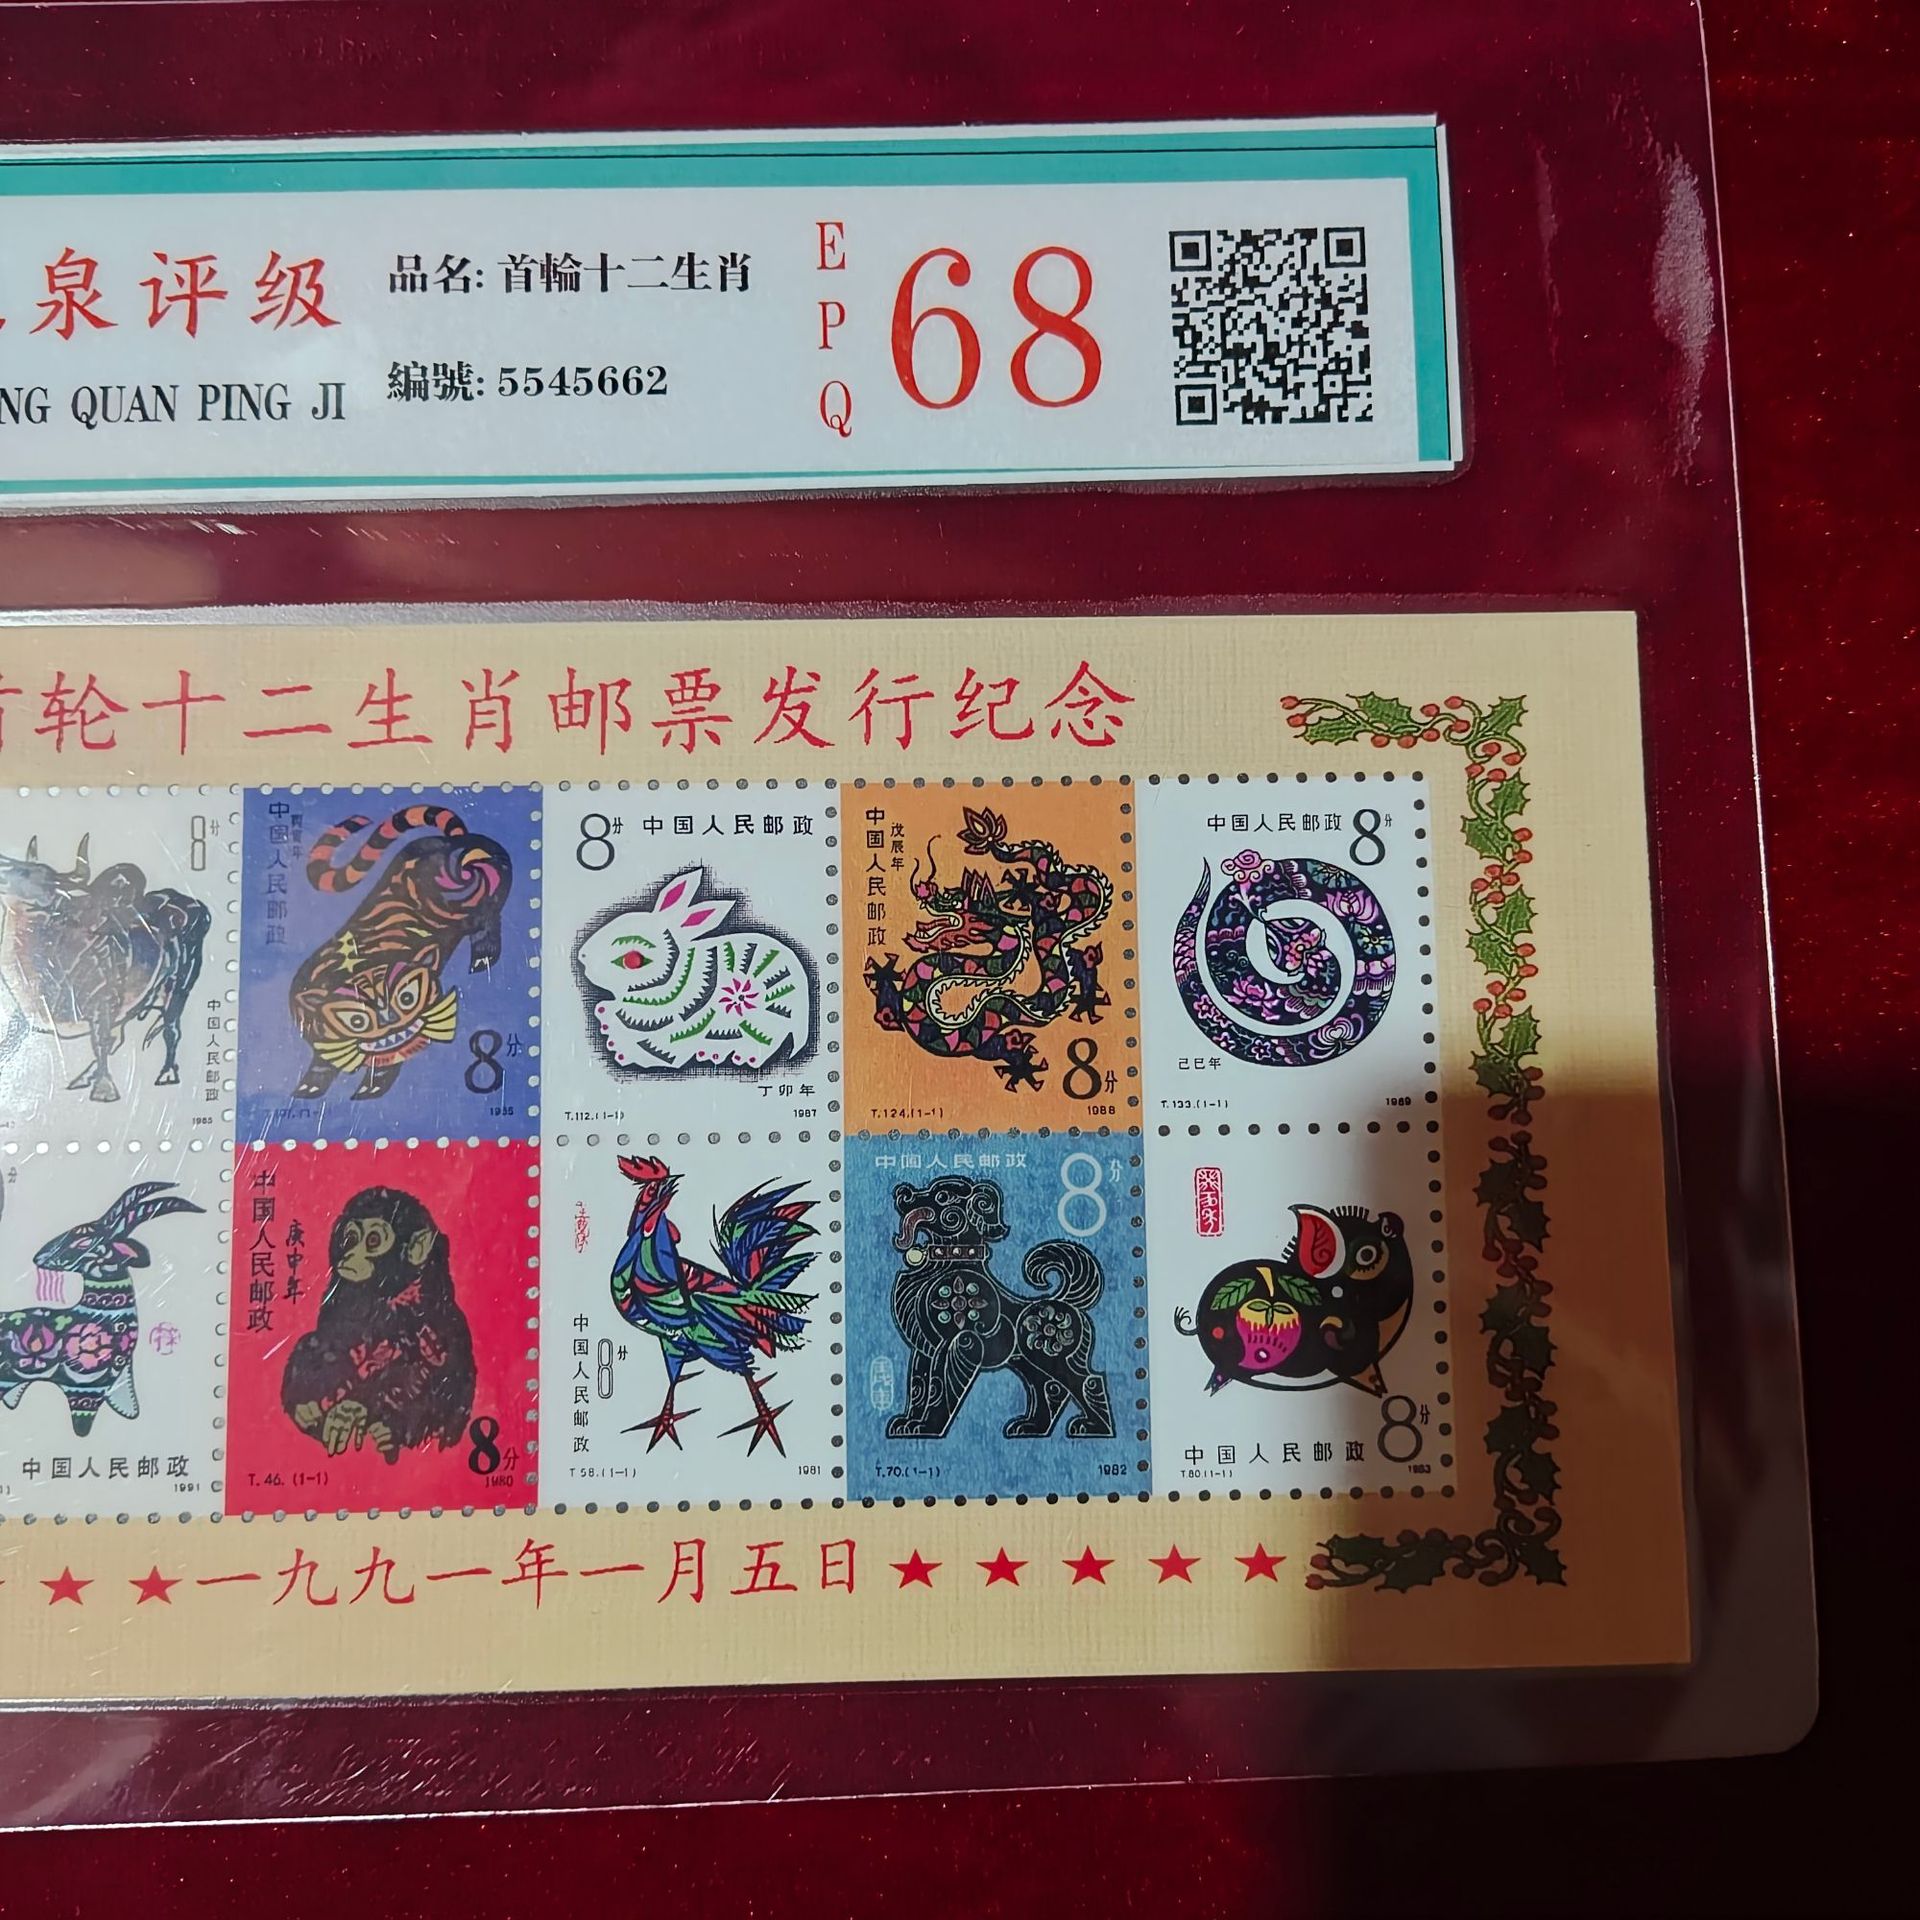 泉评级
NG QUAN PING JI
品名: 首輪十二生肖
編號: 5545662
EPQ
68
首轮十二生肖邮票发行纪念
8分
中国人民邮政
1985
中国人民邮政
丙寅年
8分
8分 中国人民邮政
丁卯年
T.112.(1-1) 1987
中国人民邮政
戊辰年
8分
T.124.(1-1) 1988
中国人民邮政 8分
己巳年
T.133.(1-1) 1989
分
中国人民邮政
1991
中国人民邮政
庚申年
8分
T.46.(1-1) 1980
中国人民邮政
8分
T58.(1-1) 1981
中国人民邮政 8分
T.70.(1-1) 1982
8分
中国人民邮政
T.80.(1-1) 1983
★★一九九一年一月五日★★★★★